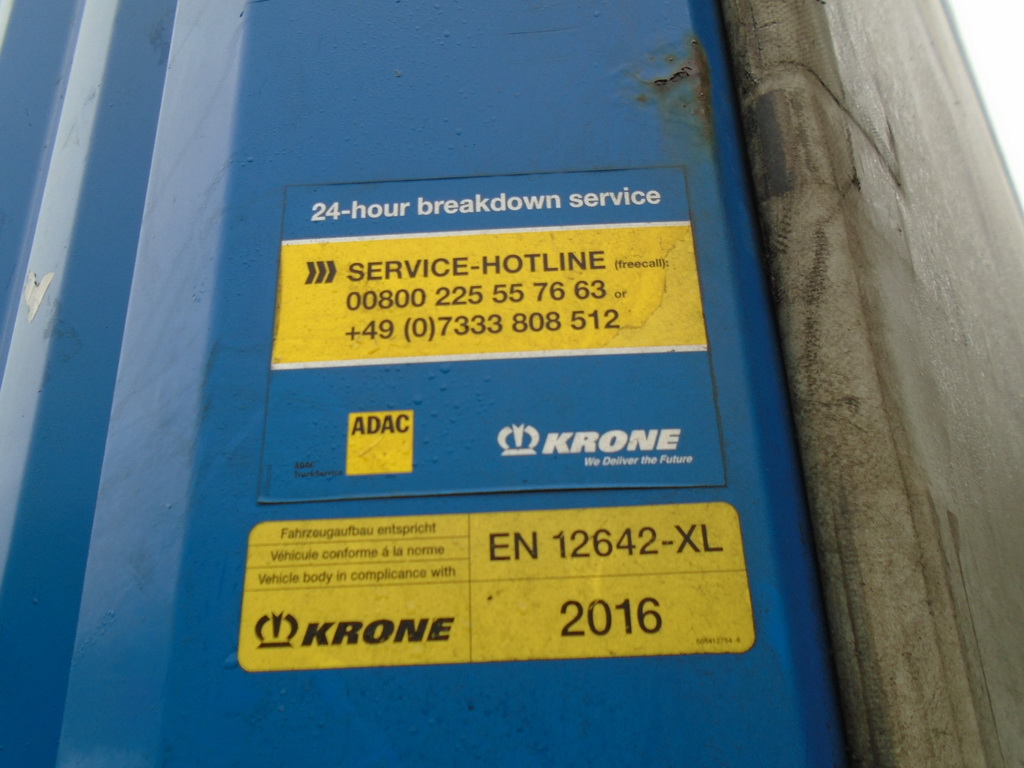 24-hour breakdown service
SERVICE-HOTLINE (freecall):
00800 225 55 76 63 or
+49 (0)7333 808 512
ADAC
ADAC
TruckService
KRONE
We Deliver the Future
Fahrzeugaufbau entspricht
Véhicule conforme á la norme
Vehicle body in complicance with
EN 12642-XL
KRONE
2016